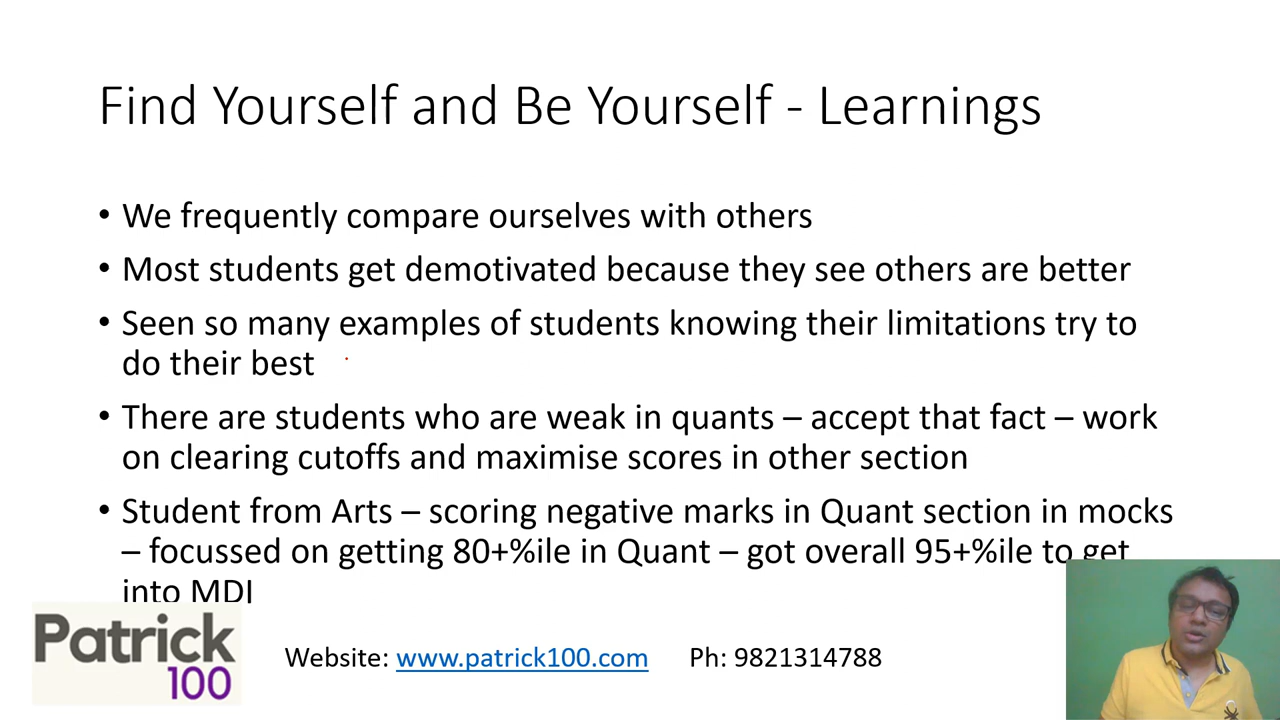 Find Yourself and Be Yourself - Learnings
• We frequently compare ourselves with others
• Most students get demotivated because they see others are better
• Seen so many examples of students knowing their limitations try to
do their best
• There are students who are weak in quants – accept that fact – work
on clearing cutoffs and maximise scores in other section
• Student from Arts – scoring negative marks in Quant section in mocks
– focussed on getting 80+%ile in Quant – got overall 95+%ile to get
into MDI
Patrick
100
Website: www.patrick100.com Ph: 9821314788